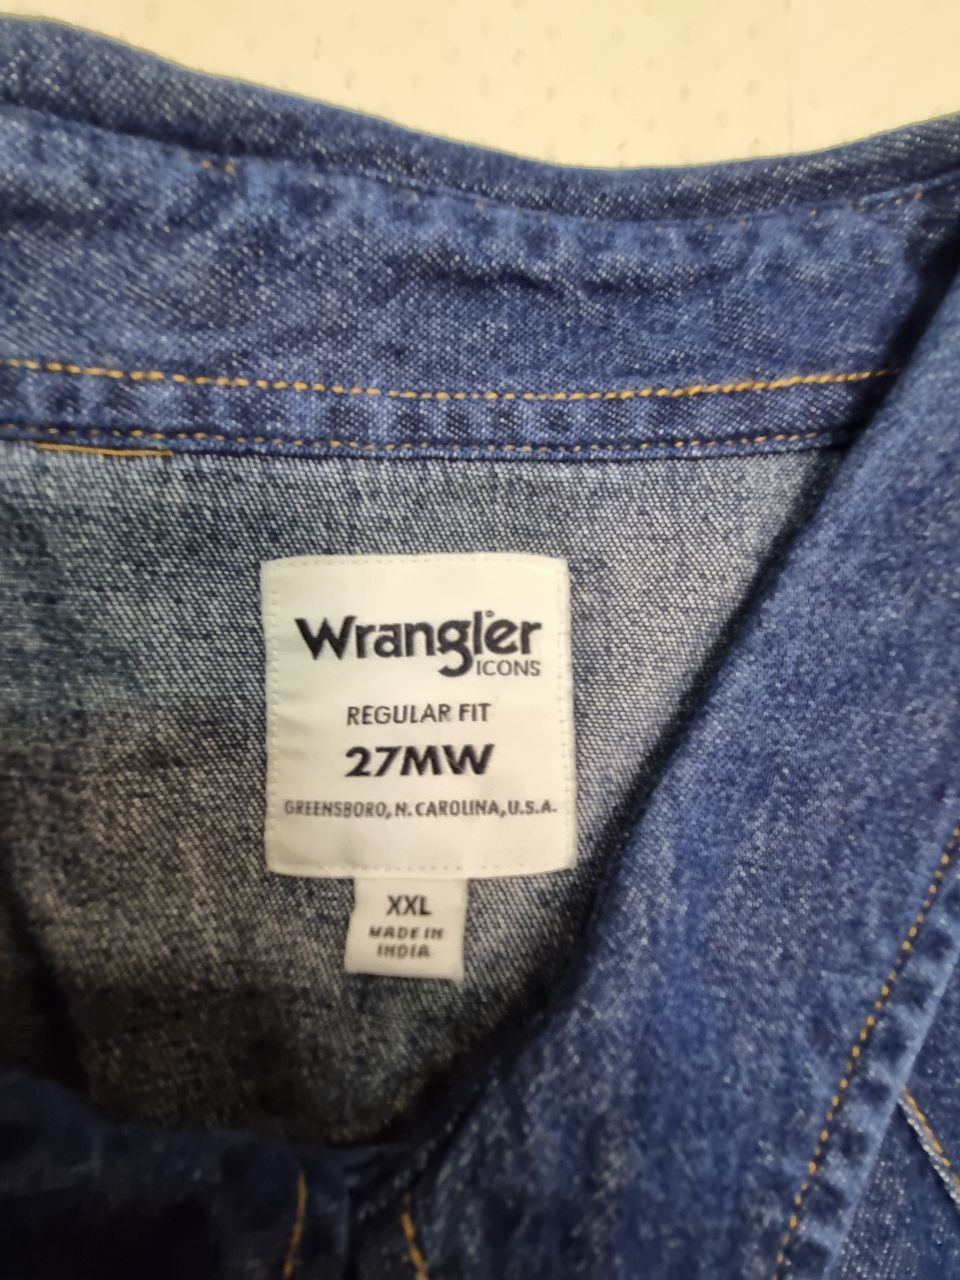 Wrangler
ICONS
REGULAR FIT
27MW
GREENSBORO, N. CAROLINA, U.S.A.
XXL
MADE IN
INDIA